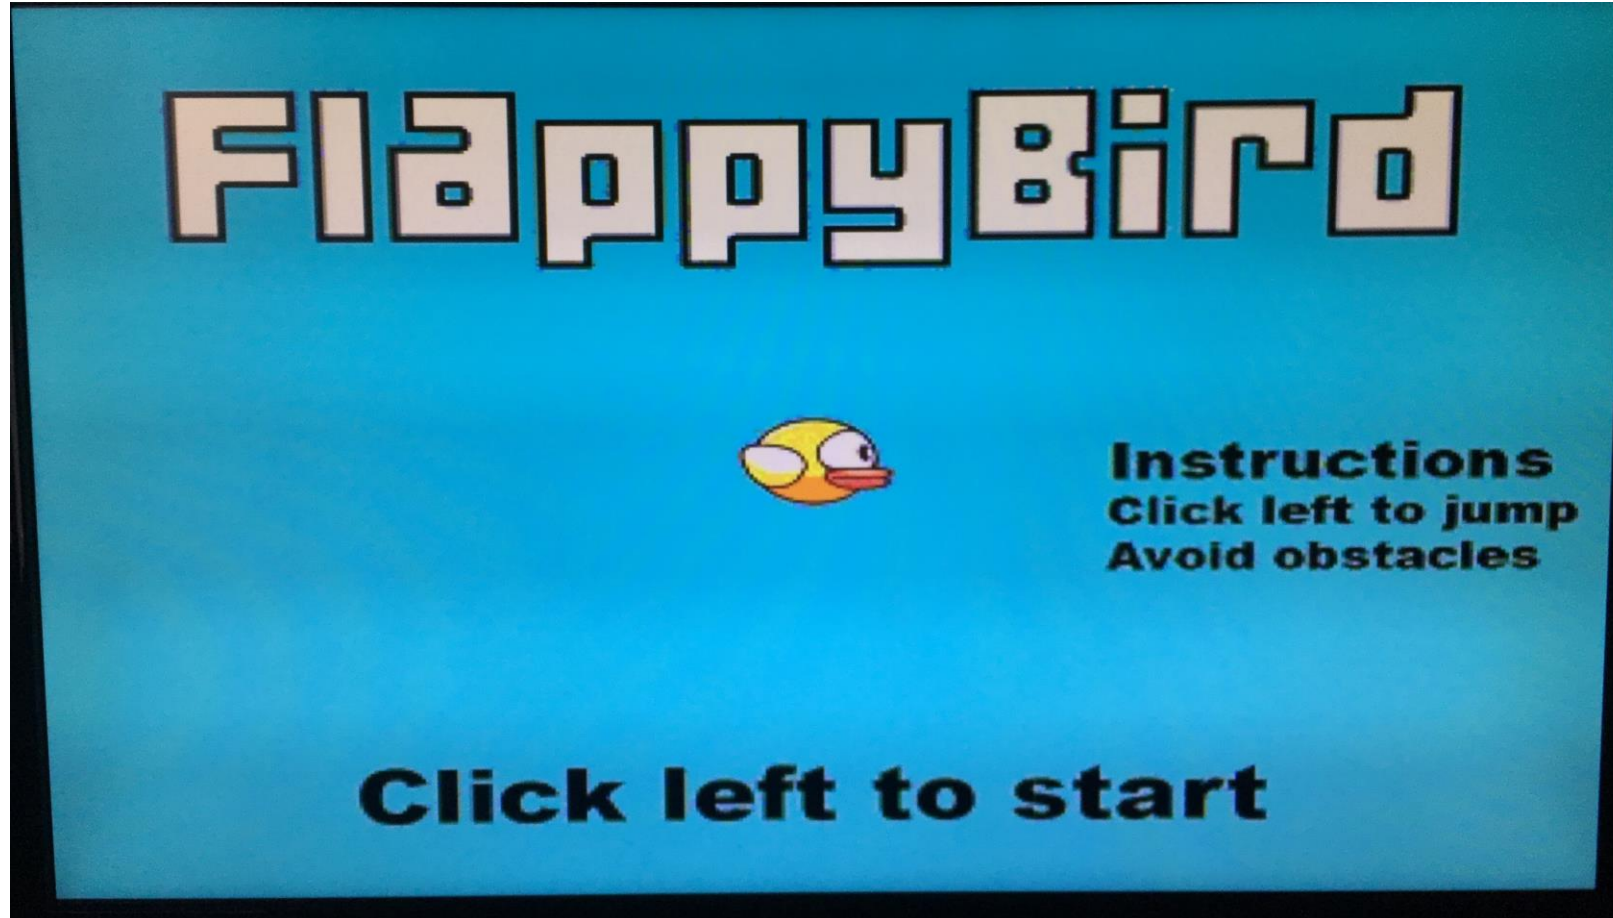 FlappyBird
Instructions
Click left to jump
Avoid obstacles
Click left to start